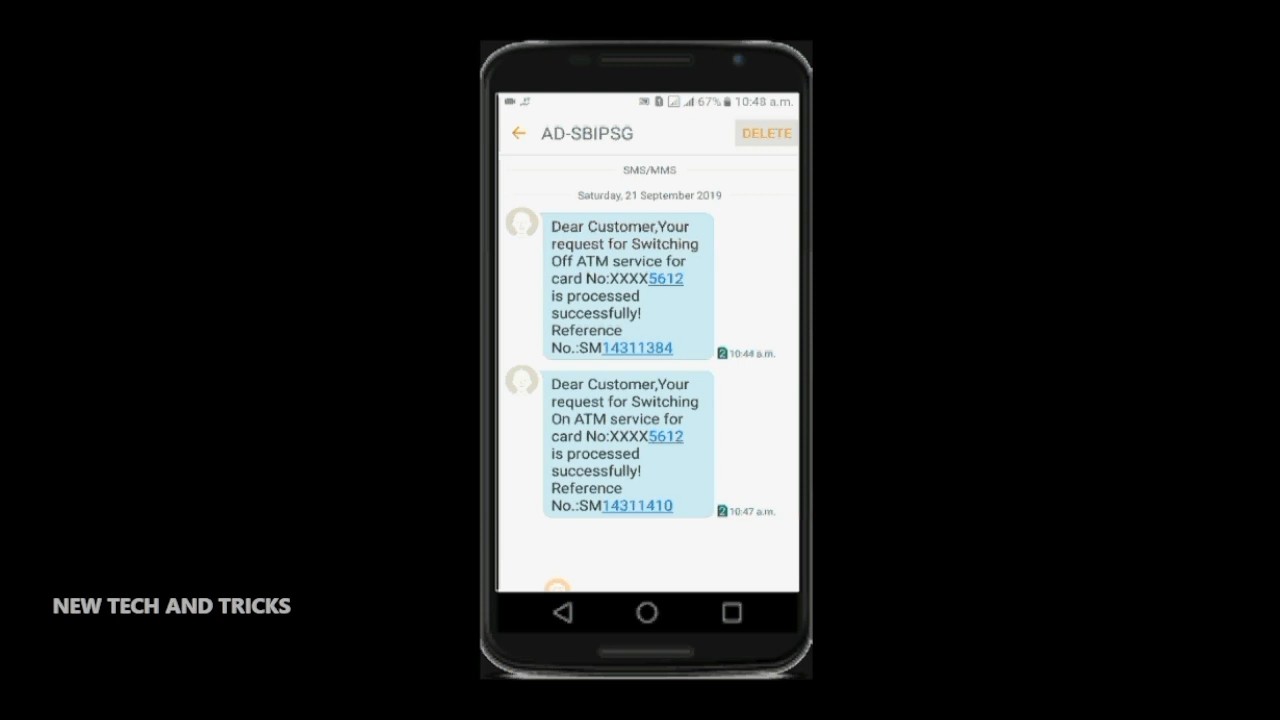 67% 10:48 a.m.
AD-SBIPSG
DELETE
SMS/MMS
Saturday, 21 September 2019
Dear Customer,Your
request for Switching
Off ATM service for
card No:XXXX5612
is processed
successfully!
Reference
No.:SM14311384
2 10:44 a.m.
Dear Customer,Your
request for Switching
On ATM service for
card No:XXXX5612
is processed
successfully!
Reference
No.:SM14311410
2 10:47 a.m.
NEW TECH AND TRICKS